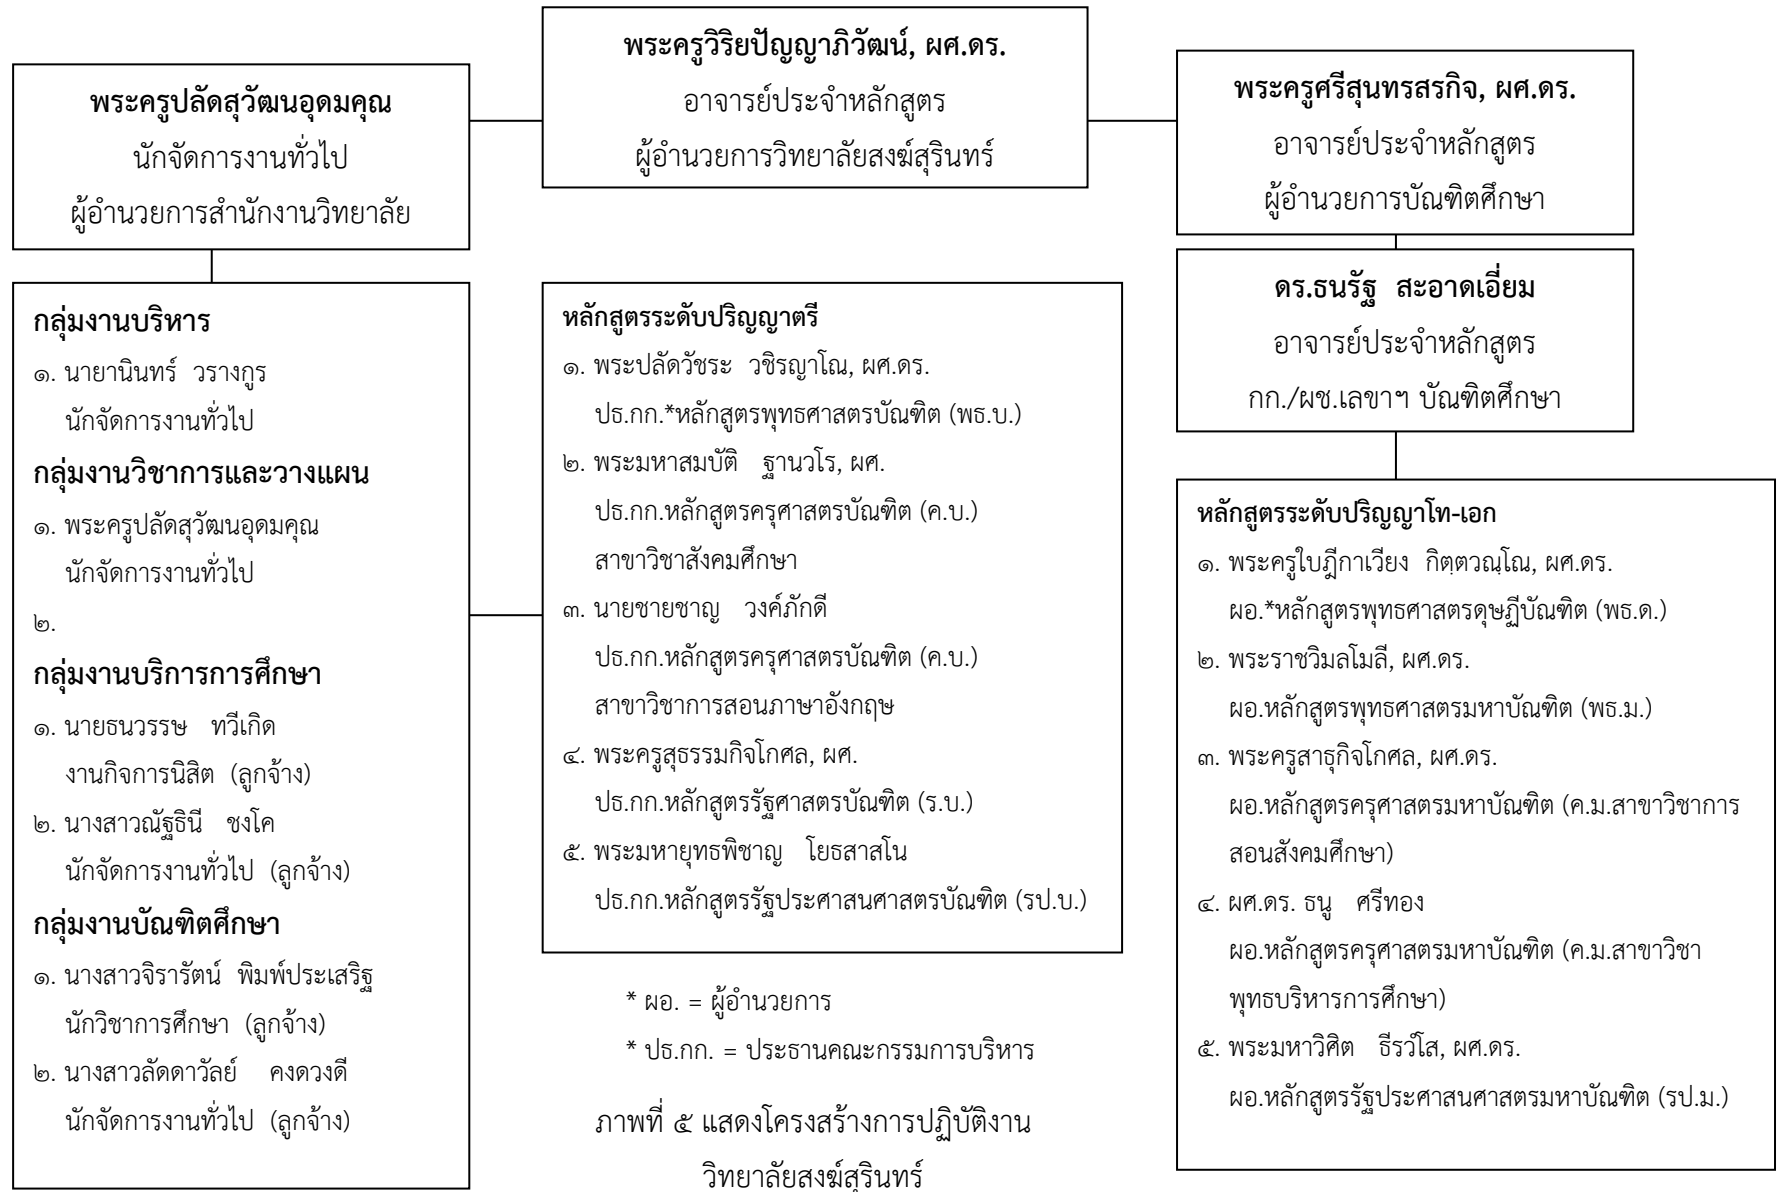 พระครูปลัดสุวัฒนอุดมคุณ
นักจัดการงานทั่วไป
ผู้อำนวยการสำนักงานวิทยาลัย
พระครูวิริยปัญญาภิวัฒน์, ผศ.ดร.
อาจารย์ประจำหลักสูตร
ผู้อำนวยการวิทยาลัยสงฆ์สุรินทร์
พระครูศรีสุนทรสรกิจ, ผศ.ดร.
อาจารย์ประจำหลักสูตร
ผู้อำนวยการบัณฑิตศึกษา
ดร.ธนรัฐ สะอาดเอี่ยม
อาจารย์ประจำหลักสูตร
กก./ผช.เลขาฯ บัณฑิตศึกษา
กลุ่มงานบริหาร
๑. นายานินทร์ วรางกูร
นักจัดการงานทั่วไป
กลุ่มงานวิชาการและวางแผน
๑. พระครูปลัดสุวัฒนอุดมคุณ
นักจัดการงานทั่วไป
๒.
กลุ่มงานบริการการศึกษา
๑. นายธนวรรษ ทวีเกิด
งานกิจการนิสิต (ลูกจ้าง)
๒. นางสาวณัฐธินี ชงโค
นักจัดการงานทั่วไป (ลูกจ้าง)
กลุ่มงานบัณฑิตศึกษา
๑. นางสาวจิรารัตน์ พิมพ์ประเสริฐ
นักวิชาการศึกษา (ลูกจ้าง)
๒. นางสาวลัดดาวัลย์ คงดวงดี
นักจัดการงานทั่วไป (ลูกจ้าง)
หลักสูตรระดับปริญญาตรี
๑. พระปลัดวัชระ วชิรญาโณ, ผศ.ดร.
ปธ.กก.*หลักสูตรพุทธศาสตรบัณฑิต (พธ.บ.)
๒. พระมหาสมบัติ ฐานวโร, ผศ.
ปธ.กก.หลักสูตรครุศาสตรบัณฑิต (ค.บ.)
สาขาวิชาสังคมศึกษา
๓. นายชายชาญ วงค์ภักดี
ปธ.กก.หลักสูตรครุศาสตรบัณฑิต (ค.บ.)
สาขาวิชาการสอนภาษาอังกฤษ
๔. พระครูสุธรรมกิจโกศล, ผศ.
ปธ.กก.หลักสูตรรัฐศาสตรบัณฑิต (ร.บ.)
๕. พระมหายุทธพิชาญ โยธสาสโน
ปธ.กก.หลักสูตรรัฐประศาสนศาสตรบัณฑิต (รป.บ.)
หลักสูตรระดับปริญญาโท-เอก
๑. พระครูใบฎีกาเวียง กิตฺตวณฺโณ, ผศ.ดร.
ผอ.*หลักสูตรพุทธศาสตรดุษฎีบัณฑิต (พธ.ด.)
๒. พระราชวิมลโมลี, ผศ.ดร.
ผอ.หลักสูตรพุทธศาสตรมหาบัณฑิต (พธ.ม.)
๓. พระครูสาธุกิจโกศล, ผศ.ดร.
ผอ.หลักสูตรครุศาสตรมหาบัณฑิต (ค.ม.สาขาวิชาการ
สอนสังคมศึกษา)
๔. ผศ.ดร. ธนู ศรีทอง
ผอ.หลักสูตรครุศาสตรมหาบัณฑิต (ค.ม.สาขาวิชา
พุทธบริหารการศึกษา)
๕. พระมหาวิศิต ธีรวํโส, ผศ.ดร.
ผอ.หลักสูตรรัฐประศาสนศาสตรมหาบัณฑิต (รป.ม.)
* ผอ. = ผู้อำนวยการ
* ปธ.กก. = ประธานคณะกรรมการบริหาร
ภาพที่ ๕ แสดงโครงสร้างการปฏิบัติงาน
วิทยาลัยสงฆ์สุรินทร์